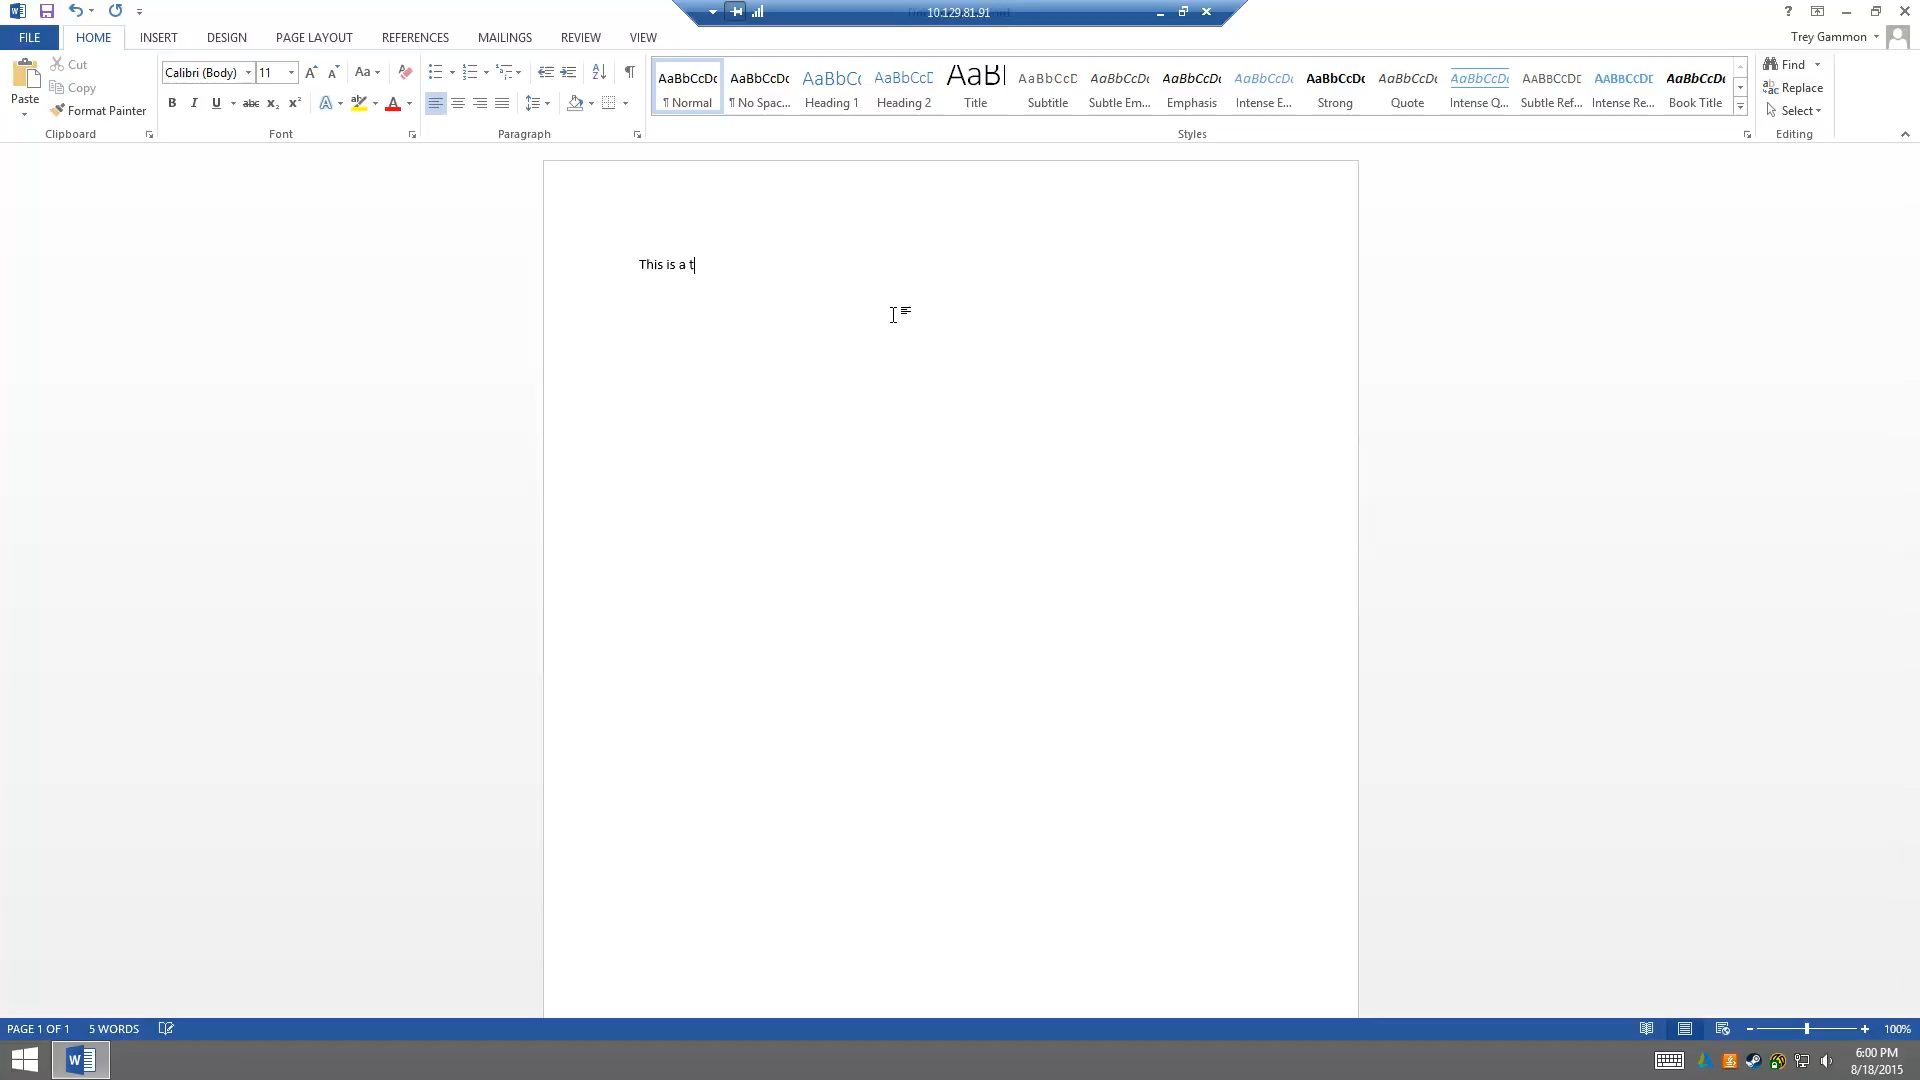 10.129.81.91
FILE HOME INSERT DESIGN PAGE LAYOUT REFERENCES MAILINGS REVIEW VIEW Trey Gammon
Paste
Cut
Copy
Format Painter
Clipboard
Calibri (Body) 11
Font
Paragraph
AaBbCcDc AaBbCcDc AaBbCc AaBbCcD AaB AaBbCcD AaBbCcDc AaBbCcDc AaBbCcDc AaBbCcDc AaBbCcDc AaBbCcDc AABBCCDE AABBCCDE AaBbCcDc
¶ Normal ¶ No Spac... Heading 1 Heading 2 Title Subtitle Subtle Em... Emphasis Intense E... Strong Quote Intense Q... Subtle Ref... Intense Re... Book Title
Styles
Find
Replace
Select
Editing
This is a t
PAGE 1 OF 1 5 WORDS 100%
6:00 PM
8/18/2015